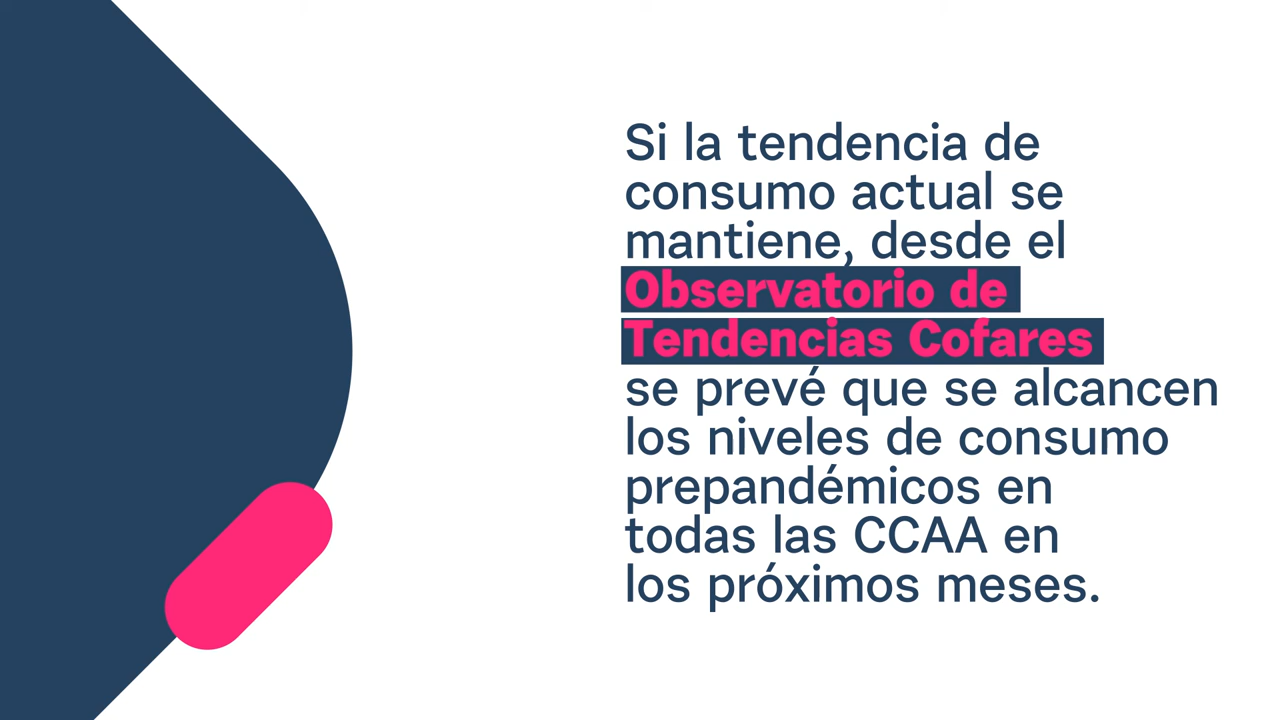 Si la tendencia de
consumo actual se
mantiene, desde el
Observatorio de
Tendencias Cofares
se prevé que se alcancen
los niveles de consumo
prepandémicos en
todas las CCAA en
los próximos meses.